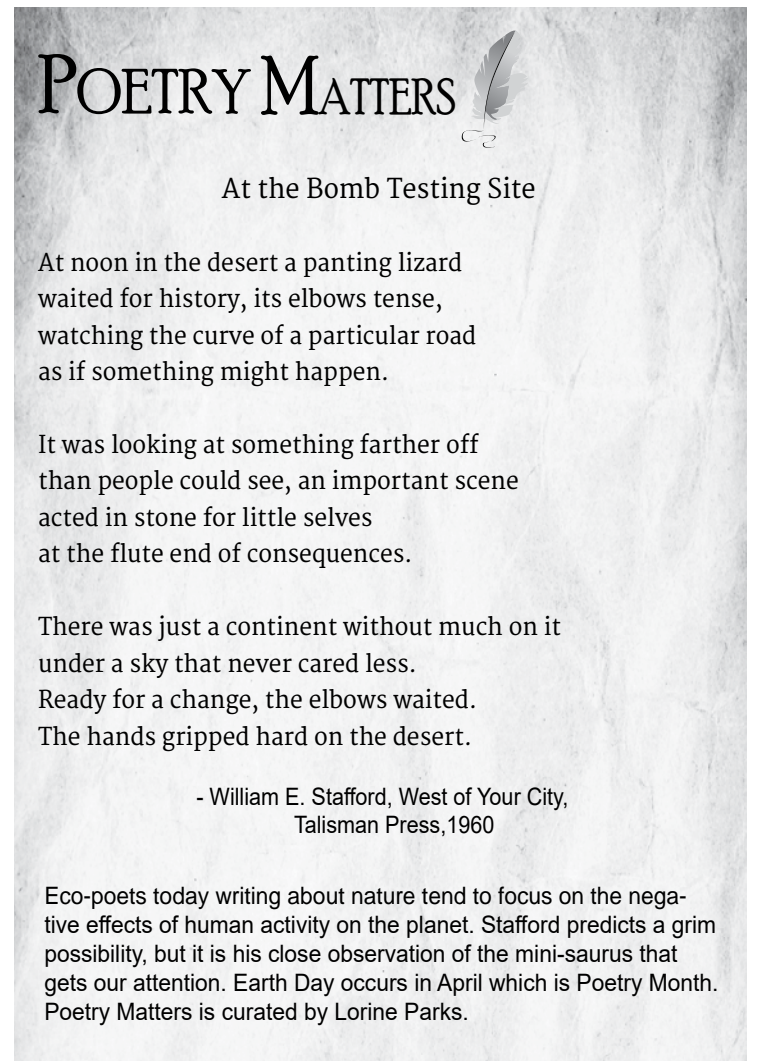 POETRY MATTERS
At the Bomb Testing Site
At noon in the desert a panting lizard
waited for history, its elbows tense,
watching the curve of a particular road
as if something might happen.
It was looking at something farther off
than people could see, an important scene
acted in stone for little selves
at the flute end of consequences.
There was just a continent without much on it
under a sky that never cared less.
Ready for a change, the elbows waited.
The hands gripped hard on the desert.
- William E. Stafford, West of Your City,
Talisman Press,1960
Eco-poets today writing about nature tend to focus on the nega-
tive effects of human activity on the planet. Stafford predicts a grim
possibility, but it is his close observation of the mini-saurus that
gets our attention. Earth Day occurs in April which is Poetry Month.
Poetry Matters is curated by Lorine Parks.